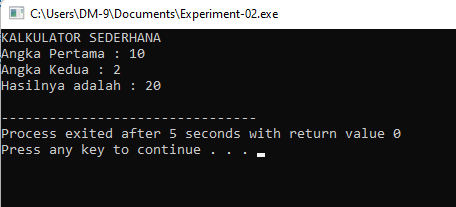 C:\Users\DM-9\Documents\Experiment-02.exe
KALKULATOR SEDERHANA
Angka Pertama : 10
Angka Kedua : 2
Hasilnya adalah : 20
--------------------------------
Process exited after 5 seconds with return value 0
Press any key to continue . . .